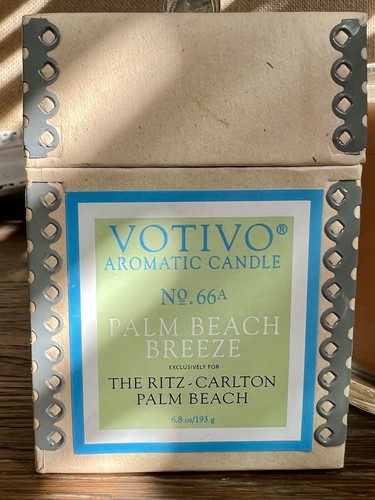 VOTIVO®
AROMATIC CANDLE
Nº.66A
PALM BEACH
BREEZE
EXCLUSIVELY FOR
THE RITZ-CARLTON
PALM BEACH
6.8 oz/193 g